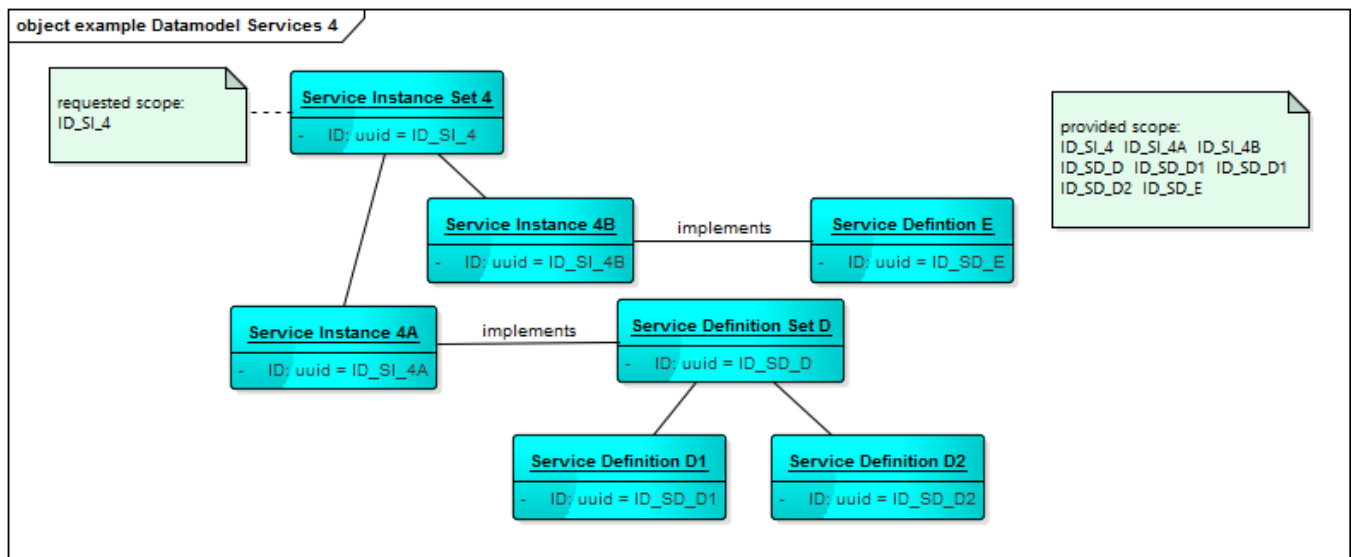 object example Datamodel Services 4
requested scope:
ID_SI_4
Service Instance Set 4
- ID: uuid = ID_SI_4
provided scope:
ID_SI_4 ID_SI_4A ID_SI_4B
ID_SD_D ID_SD_D1 ID_SD_D1
ID_SD_D2 ID_SD_E
Service Instance 4B
- ID: uuid = ID_SI_4B
implements
Service Defintion E
- ID: uuid = ID_SD_E
Service Instance 4A
- ID: uuid = ID_SI_4A
implements
Service Definition Set D
- ID: uuid = ID_SD_D
Service Definition D1
- ID: uuid = ID_SD_D1
Service Definition D2
- ID: uuid = ID_SD_D2